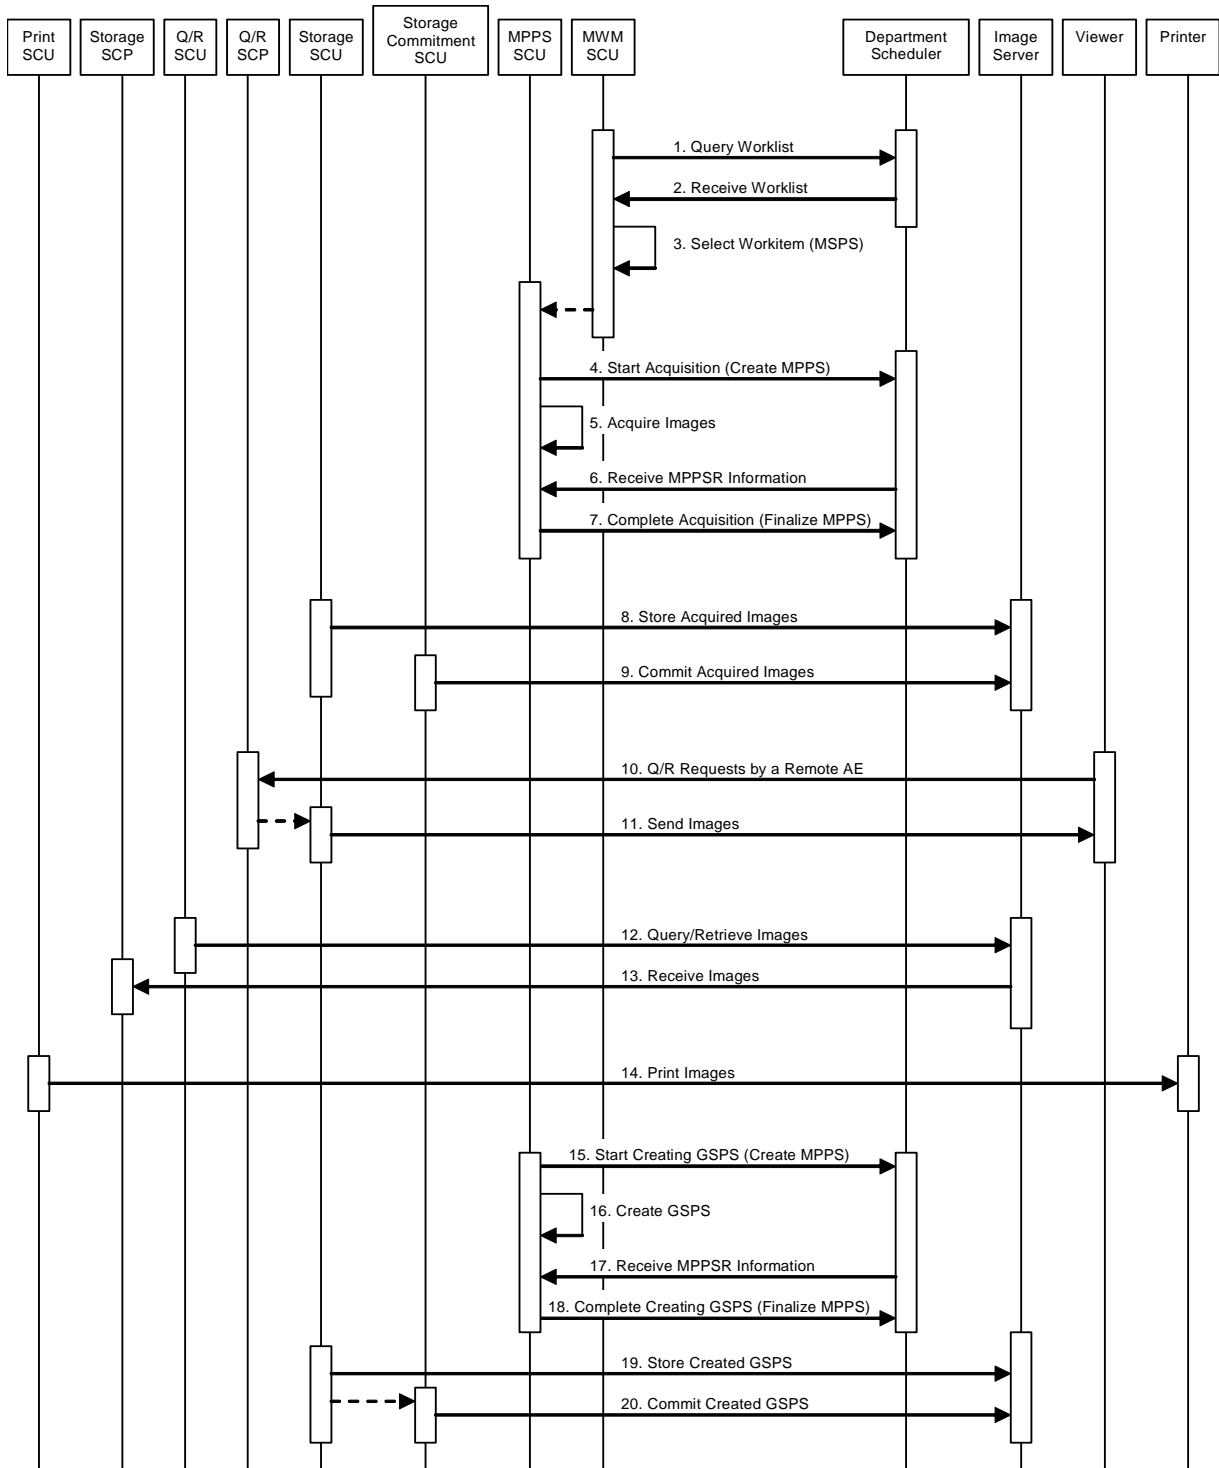 Print
SCU
Storage
SCP
Q/R
SCU
Q/R
SCP
Storage
SCU
Storage
Commitment
SCU
MPPS
SCU
MWM
SCU
Department
Scheduler
Image
Server
Viewer
Printer
1. Query Worklist
2. Receive Worklist
3. Select Workitem (MSPS)
4. Start Acquisition (Create MPPS)
5. Acquire Images
6. Receive MPPSR Information
7. Complete Acquisition (Finalize MPPS)
8. Store Acquired Images
9. Commit Acquired Images
10. Q/R Requests by a Remote AE
11. Send Images
12. Query/Retrieve Images
13. Receive Images
14. Print Images
15. Start Creating GSPS (Create MPPS)
16. Create GSPS
17. Receive MPPSR Information
18. Complete Creating GSPS (Finalize MPPS)
19. Store Created GSPS
20. Commit Created GSPS